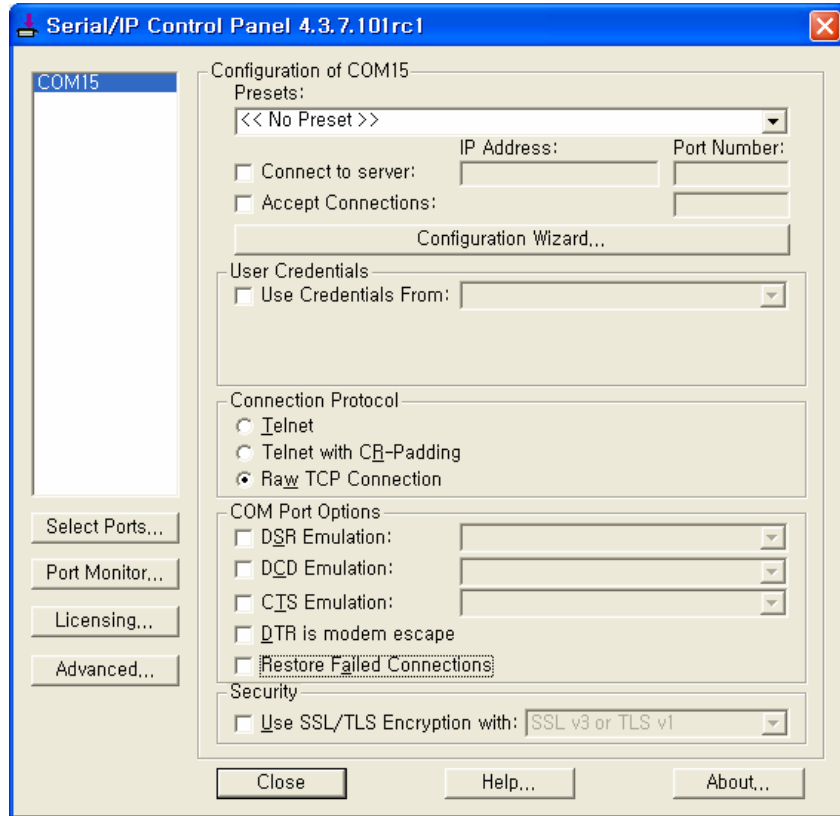 Serial/IP Control Panel 4.3.7.101rc1
COM15
Configuration of COM15
Presets:
<< No Preset >>
IP Address: Port Number:
Connect to server:
Accept Connections:
Configuration Wizard...
User Credentials
Use Credentials From:
Connection Protocol
Telnet
Telnet with CR-Padding
Raw TCP Connection
Select Ports...
Port Monitor...
Licensing...
Advanced...
COM Port Options
DSR Emulation:
DCD Emulation:
CTS Emulation:
DTR is modem escape
Restore Failed Connections
Security
Use SSL/TLS Encryption with: SSL v3 or TLS v1
Close Help... About...